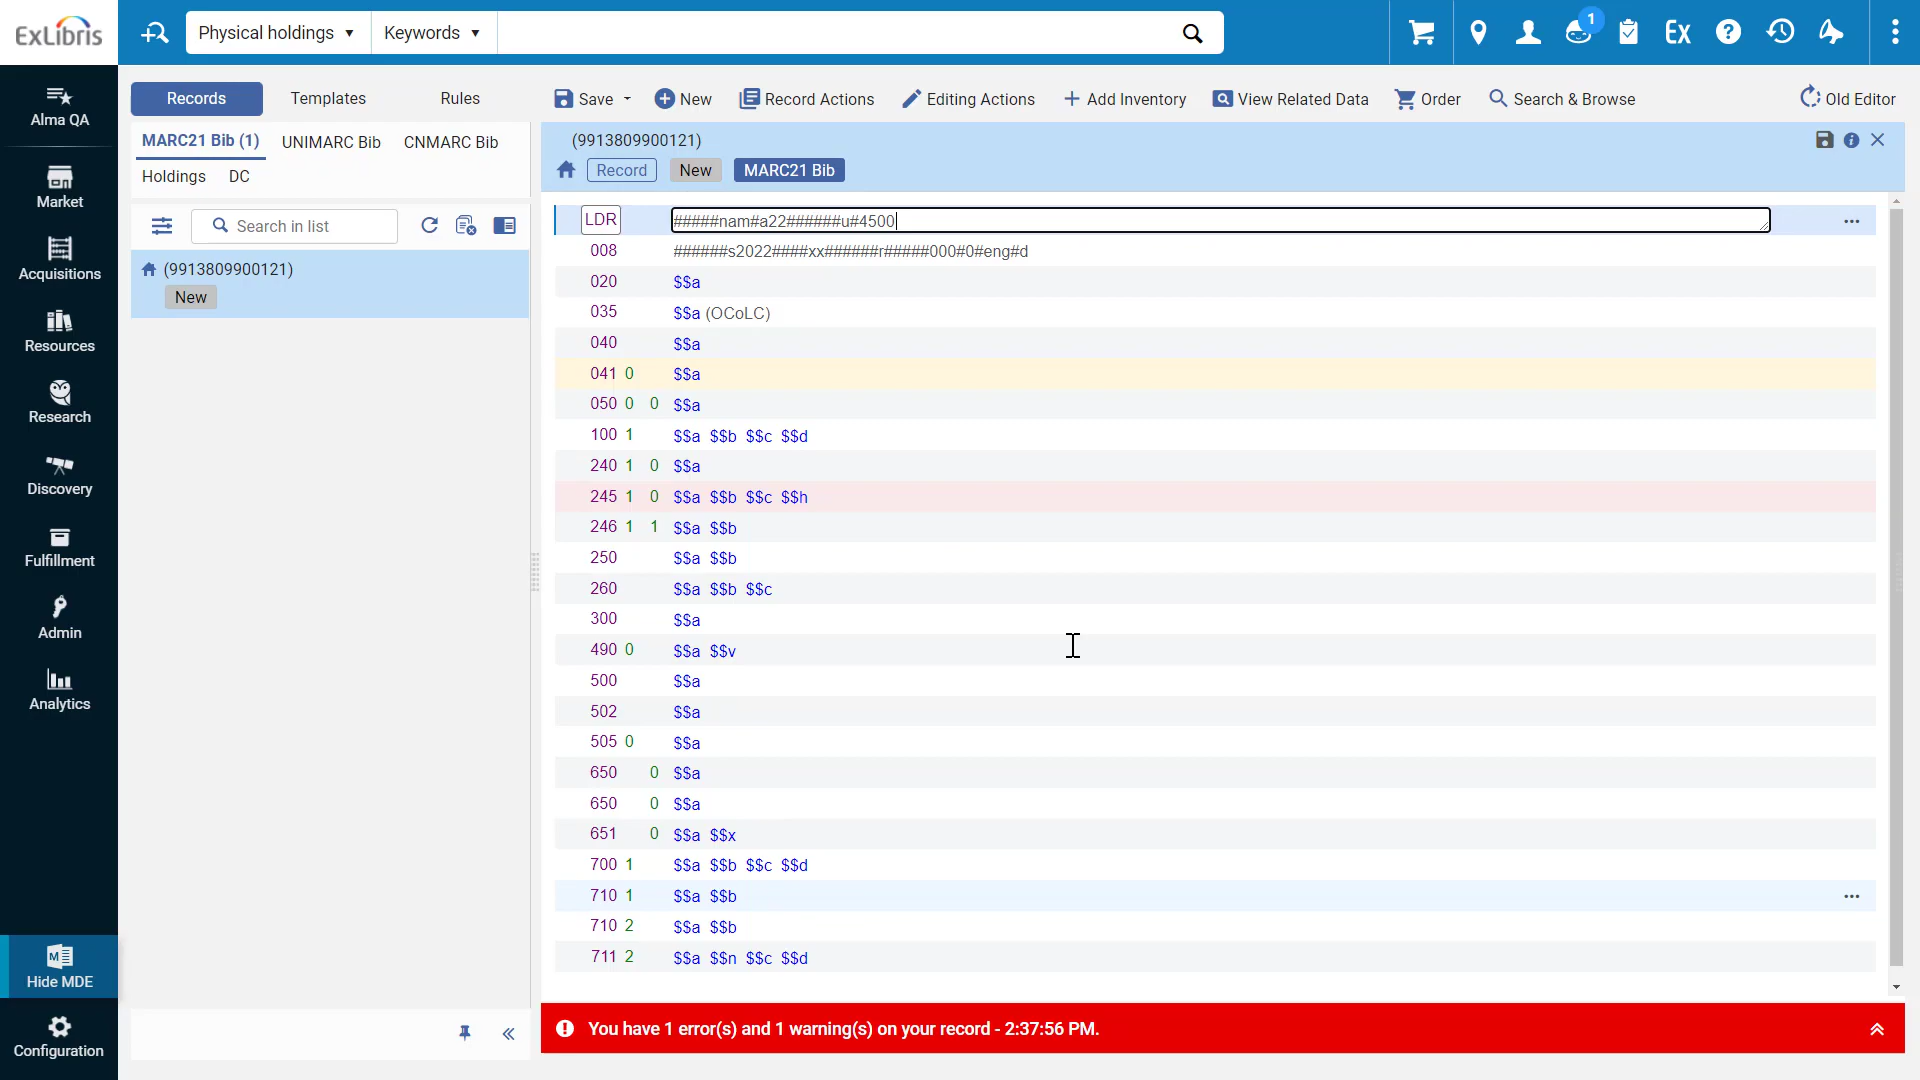 ExLibris
Physical holdings
Keywords
1
Alma QA
Market
Acquisitions
Resources
Research
Discovery
Fulfillment
Admin
Analytics
Hide MDE
Configuration
Records Templates Rules
MARC21 Bib (1) UNIMARC Bib CNMARC Bib
Holdings DC
Search in list
(9913809900121)
New
Save New Record Actions Editing Actions Add Inventory View Related Data Order Search & Browse Old Editor
(9913809900121)
Record New MARC21 Bib
LDR #####nam#a22######u#4500
008 ######s2022####xx######r#####000#0#eng#d
020 $$a
035 $$a (OCoLC)
040 $$a
041 0 $$a
050 0 0 $$a
100 1 $$a $$b $$c $$d
240 1 0 $$a
245 1 0 $$a $$b $$c $$h
246 1 1 $$a $$b
250 $$a $$b
260 $$a $$b $$c
300 $$a
490 0 $$a $$v
500 $$a
502 $$a
505 0 $$a
650 0 $$a
650 0 $$a
651 0 $$a $$x
700 1 $$a $$b $$c $$d
710 1 $$a $$b
710 2 $$a $$b
711 2 $$a $$n $$c $$d
You have 1 error(s) and 1 warning(s) on your record - 2:37:56 PM.